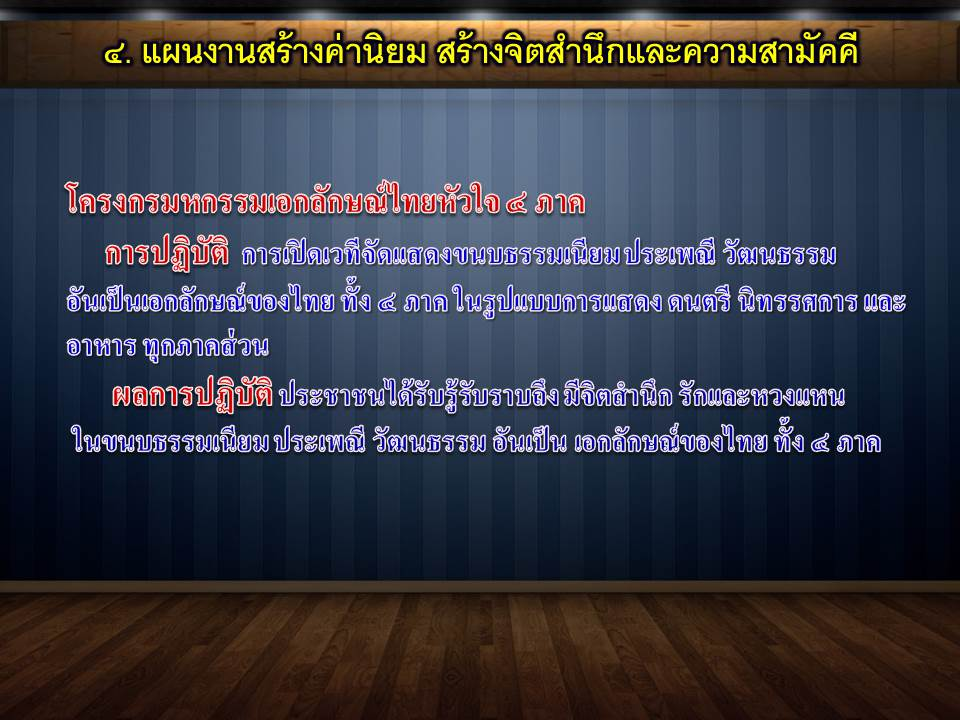 ๔. แผนงานสร้างค่านิยม สร้างจิตสำนึกและความสามัคคี
โครงกรมหกรรมเอกลักษณ์ไทยหัวใจ ๔ ภาค
การปฏิบัติ การเปิดเวทีจัดแสดงขนบธรรมเนียม ประเพณี วัฒนธรรม
อันเป็นเอกลักษณ์ของไทย ทั้ง ๔ ภาค ในรูปแบบการแสดง ดนตรี นิทรรศการ และ
อาหาร ทุกภาคส่วน
ผลการปฏิบัติ ประชาชนได้รับรู้รับราบถึง มีจิตสำนึก รักและหวงแหน
ในขนบธรรมเนียม ประเพณี วัฒนธรรม อันเป็น เอกลักษณ์ของไทย ทั้ง ๔ ภาค